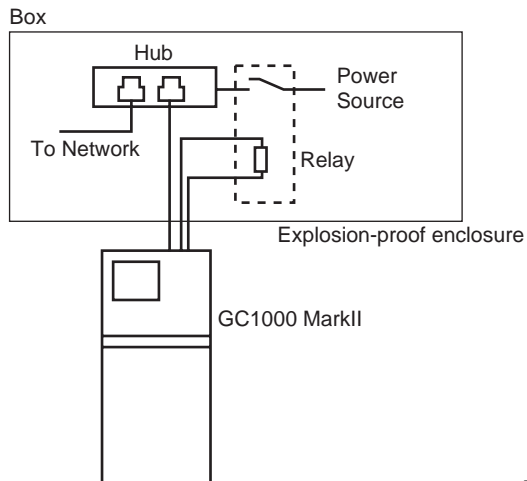 Box
Hub
Power
Source
To Network
Relay
Explosion-proof enclosure
GC1000 MarkII